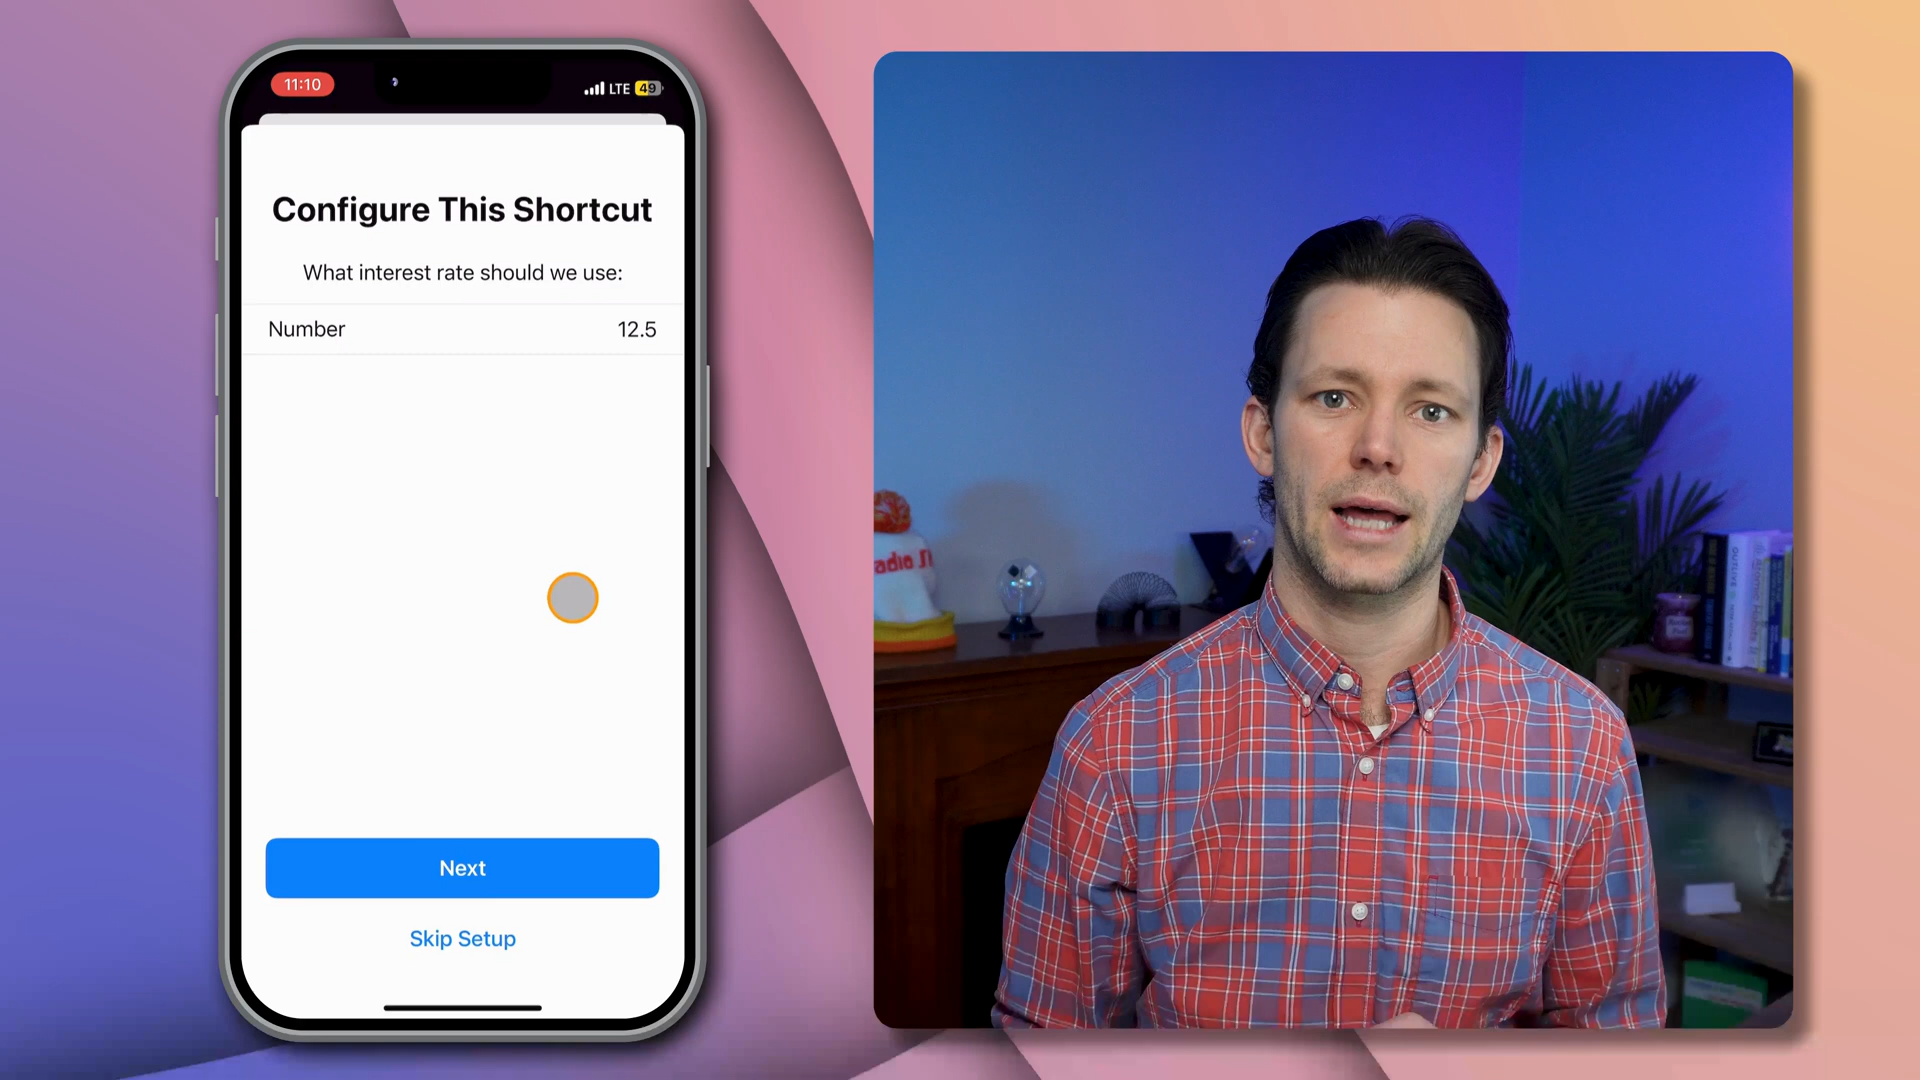 11:10
LTE 49
Configure This Shortcut
What interest rate should we use:
Number 12.5
Next
Skip Setup
adio